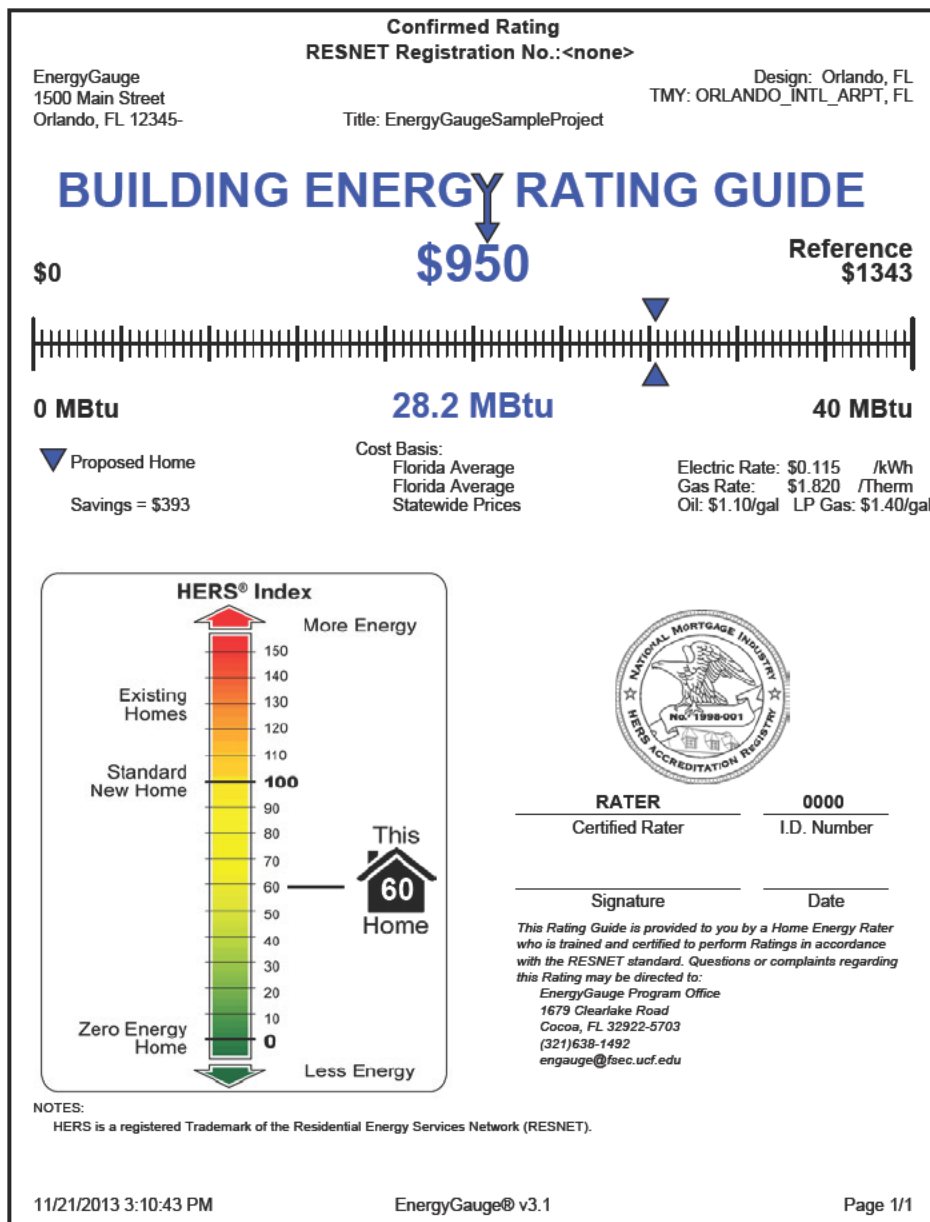 Confirmed Rating
RESNET Registration No.:<none>
EnergyGauge
1500 Main Street
Orlando, FL 12345-
Title: EnergyGaugeSampleProject
Design: Orlando, FL
TMY: ORLANDO_INTL_ARPT, FL
BUILDING ENERGY RATING GUIDE
$0
$950
Reference
$1343
0 MBtu
28.2 MBtu
40 MBtu
Proposed Home
Savings = $393
Cost Basis:
Florida Average
Florida Average
Statewide Prices
Electric Rate: $0.115 /kWh
Gas Rate: $1.820 /Therm
Oil: $1.10/gal LP Gas: $1.40/gal
HERS® Index
More Energy
150
140
Existing
Homes
130
120
110
Standard
New Home
100
90
80
70
60
50
40
30
20
10
Zero Energy
Home
0
Less Energy
This
60
Home
NATIONAL MORTGAGE INDUSTRY
No. 1998-001
HERS ACCREDITATION REGISTRY
RATER
Certified Rater
0000
I.D. Number
Signature
Date
This Rating Guide is provided to you by a Home Energy Rater
who is trained and certified to perform Ratings in accordance
with the RESNET standard. Questions or complaints regarding
this Rating may be directed to:
EnergyGauge Program Office
1679 Clearlake Road
Cocoa, FL 32922-5703
(321)638-1492
engauge@fsec.ucf.edu
NOTES:
HERS is a registered Trademark of the Residential Energy Services Network (RESNET).
11/21/2013 3:10:43 PM
EnergyGauge® v3.1
Page 1/1